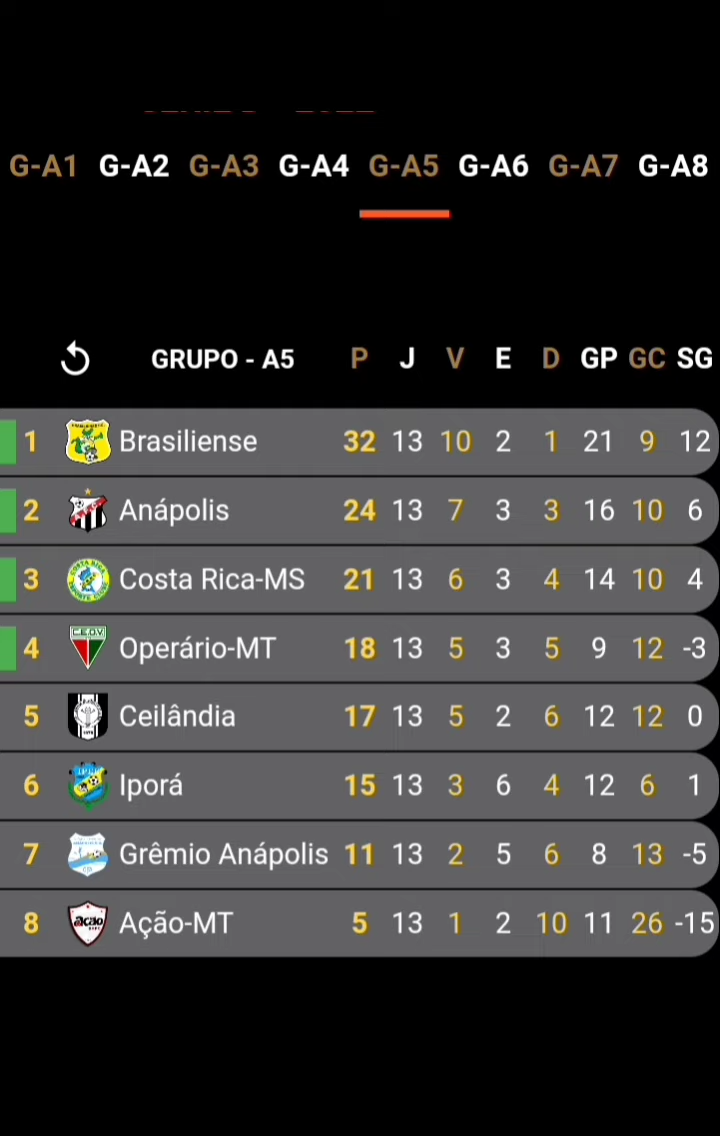 G-A1 G-A2 G-A3 G-A4 G-A5 G-A6 G-A7 G-A8
GRUPO - A5 P J V E D GP GC SG
1 Brasiliense 32 13 10 2 1 21 9 12
2 Anápolis 24 13 7 3 3 16 10 6
3 Costa Rica-MS 21 13 6 3 4 14 10 4
4 C.E.O.V. Operário-MT 18 13 5 3 5 9 12 -3
5 Ceilândia 17 13 5 2 6 12 12 0
6 Iporá 15 13 3 6 4 12 6 1
7 Grêmio Anápolis 11 13 2 5 6 8 13 -5
8 ação Ação-MT 5 13 1 2 10 11 26 -15